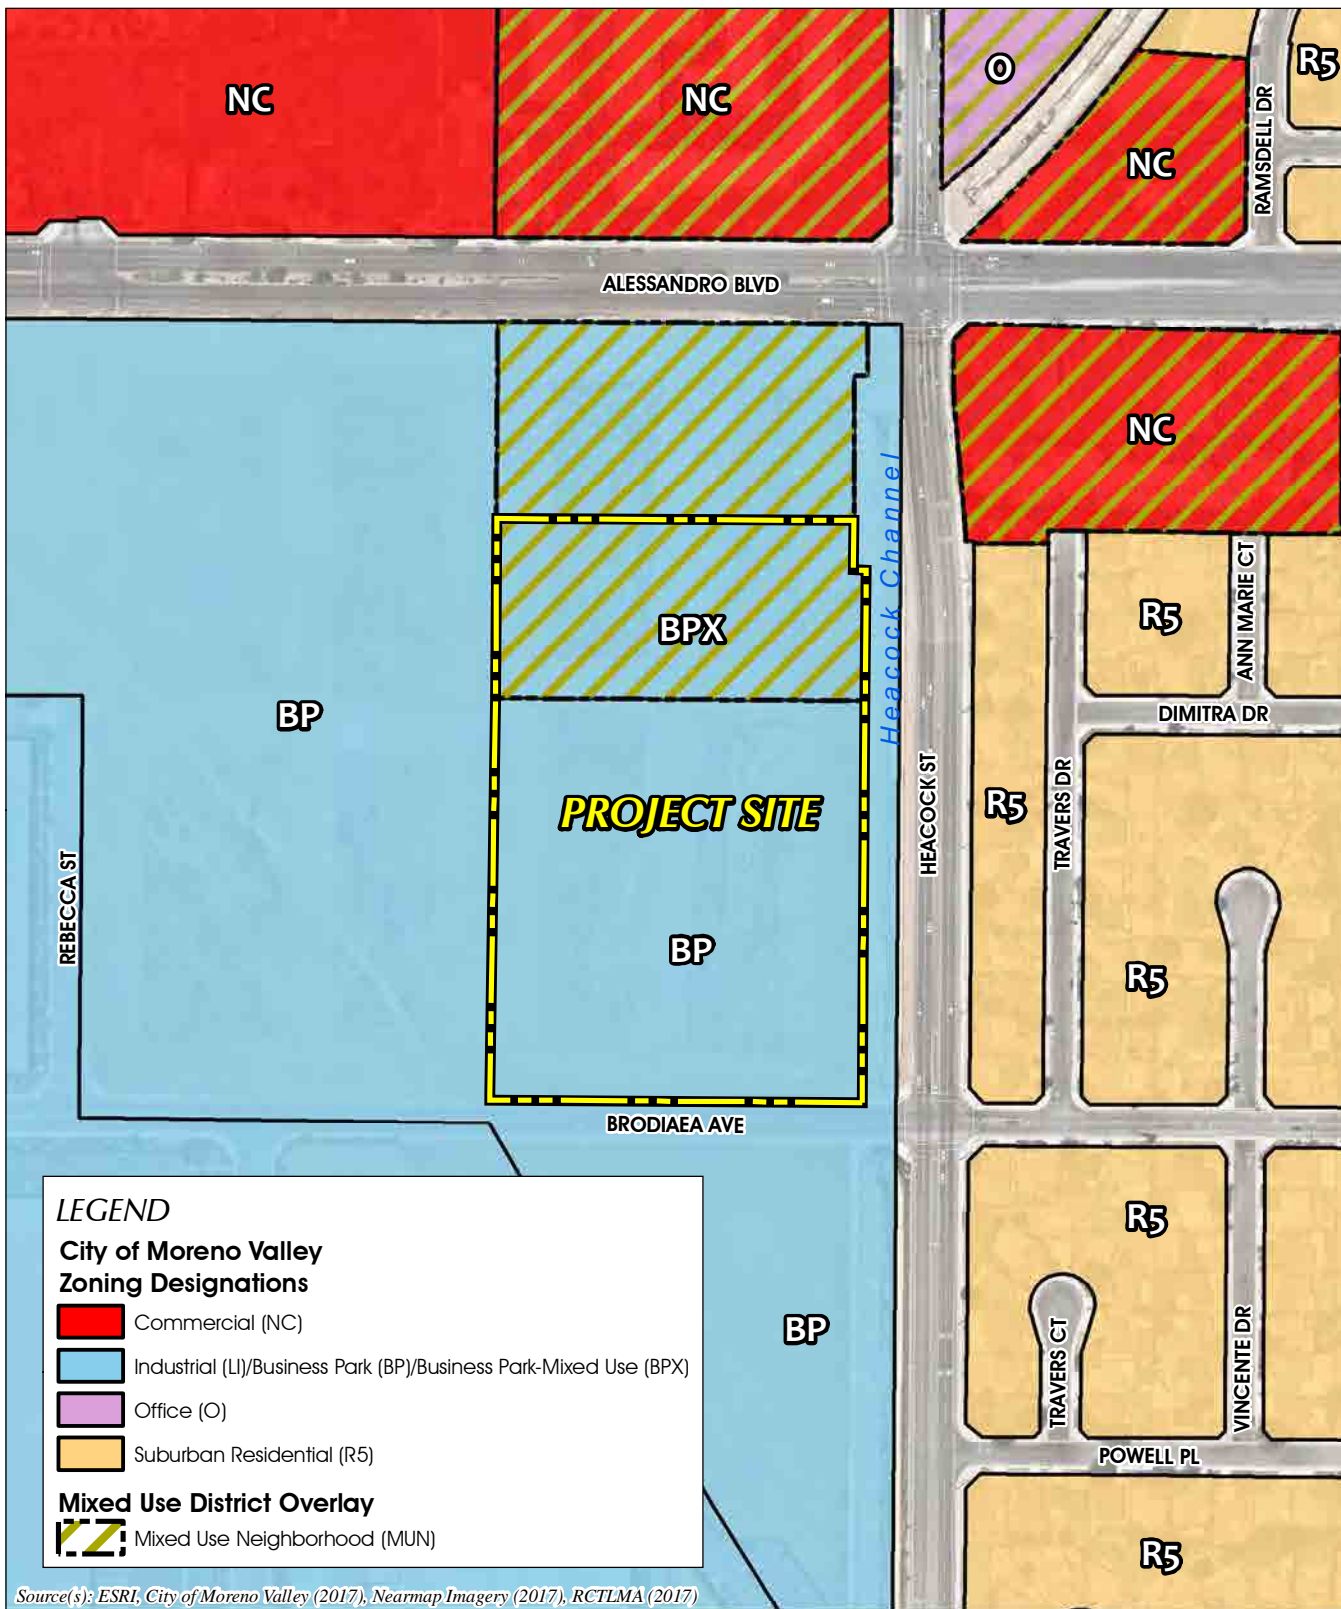 NC
NC
O
NC
R5
RAMSDELL DR
ALESSANDRO BLVD
NC
Heacock Channel
BPX
R5
ANN MARIE CT
BP
DIMITRA DR
PROJECT SITE
HEACOCK ST
R5
TRAVERS DR
REBECCA ST
BP
R5
BRODIAEA AVE
LEGEND
City of Moreno Valley
Zoning Designations
Commercial (NC)
Industrial (LI)/Business Park (BP)/Business Park-Mixed Use (BPX)
Office (O)
Suburban Residential (R5)
Mixed Use District Overlay
Mixed Use Neighborhood (MUN)
BP
R5
TRAVERS CT
VINCENTE DR
POWELL PL
R5
Source(s): ESRI, City of Moreno Valley (2017), Nearmap Imagery (2017), RCTLMA (2017)